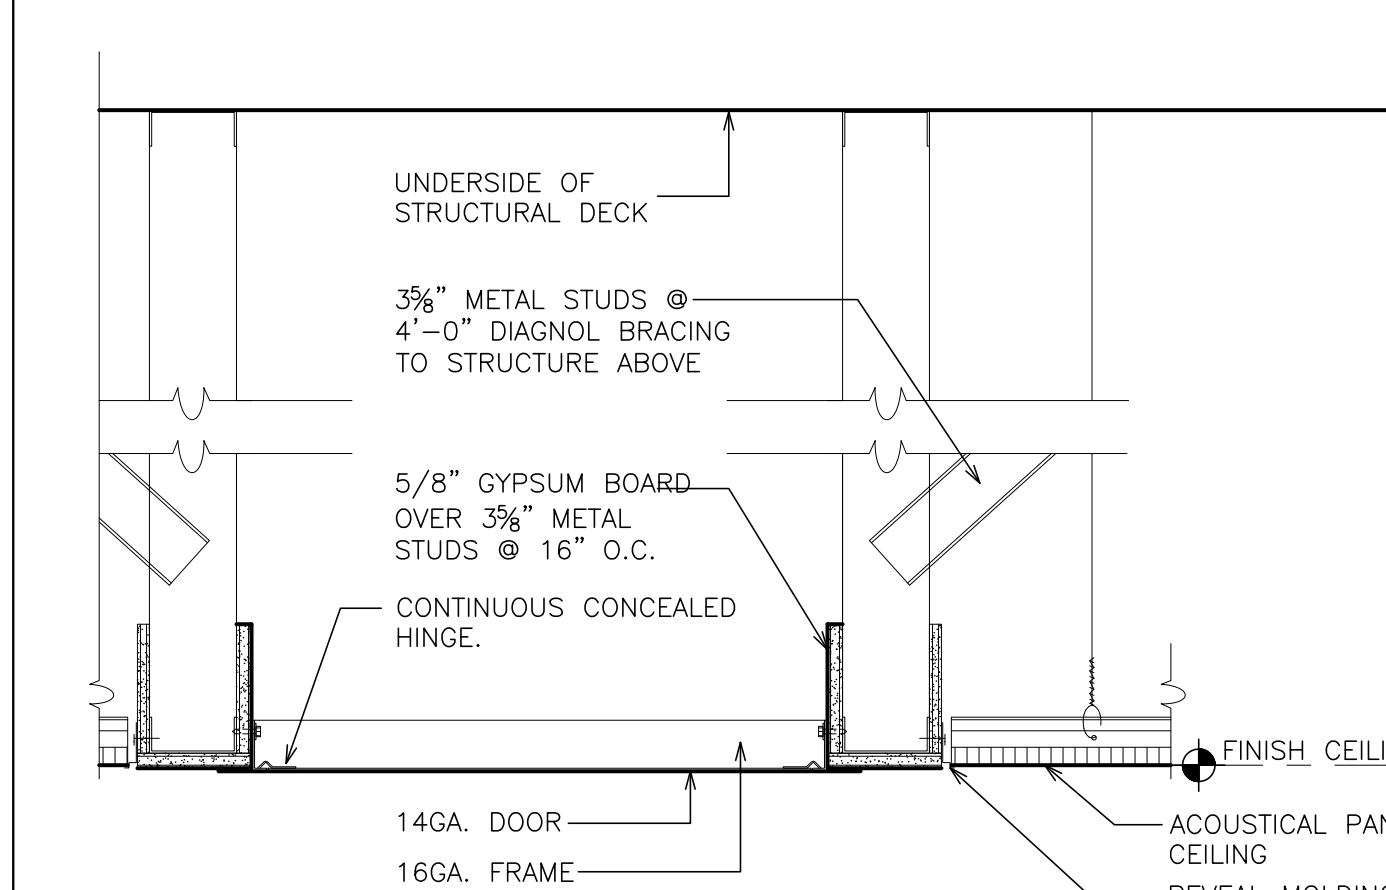 UNDERSIDE OF
STRUCTURAL DECK
3⅝” METAL STUDS @
4'-0” DIAGNOL BRACING
TO STRUCTURE ABOVE
5/8” GYPSUM BOARD
OVER 3⅝” METAL
STUDS @ 16” O.C.
CONTINUOUS CONCEALED
HINGE.
FINISH
14GA. DOOR
ACOUSTICAL
CEILING
16GA. FRAME
REVEAL